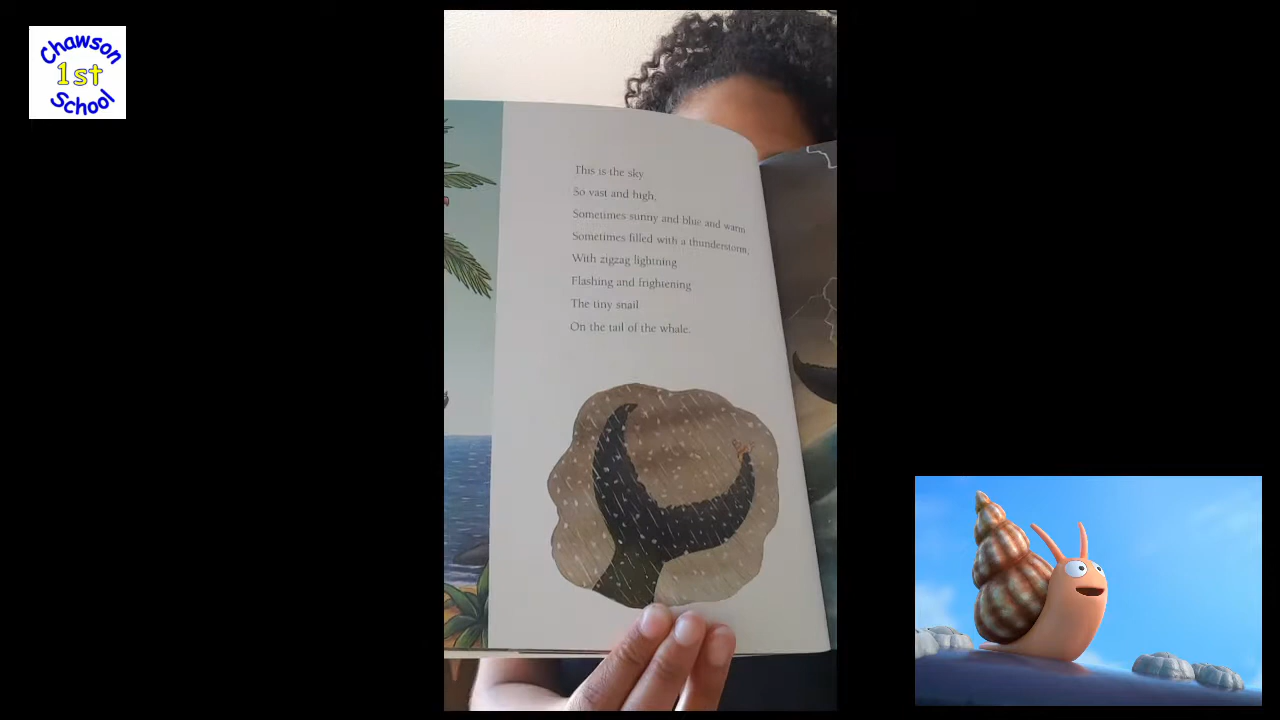 Chawson
1st
School
This is the sky
So vast and high,
Sometimes sunny and blue and warm
Sometimes filled with a thunderstorm,
With zigzag lightning
Flashing and frightening
The tiny snail
On the tail of the whale.